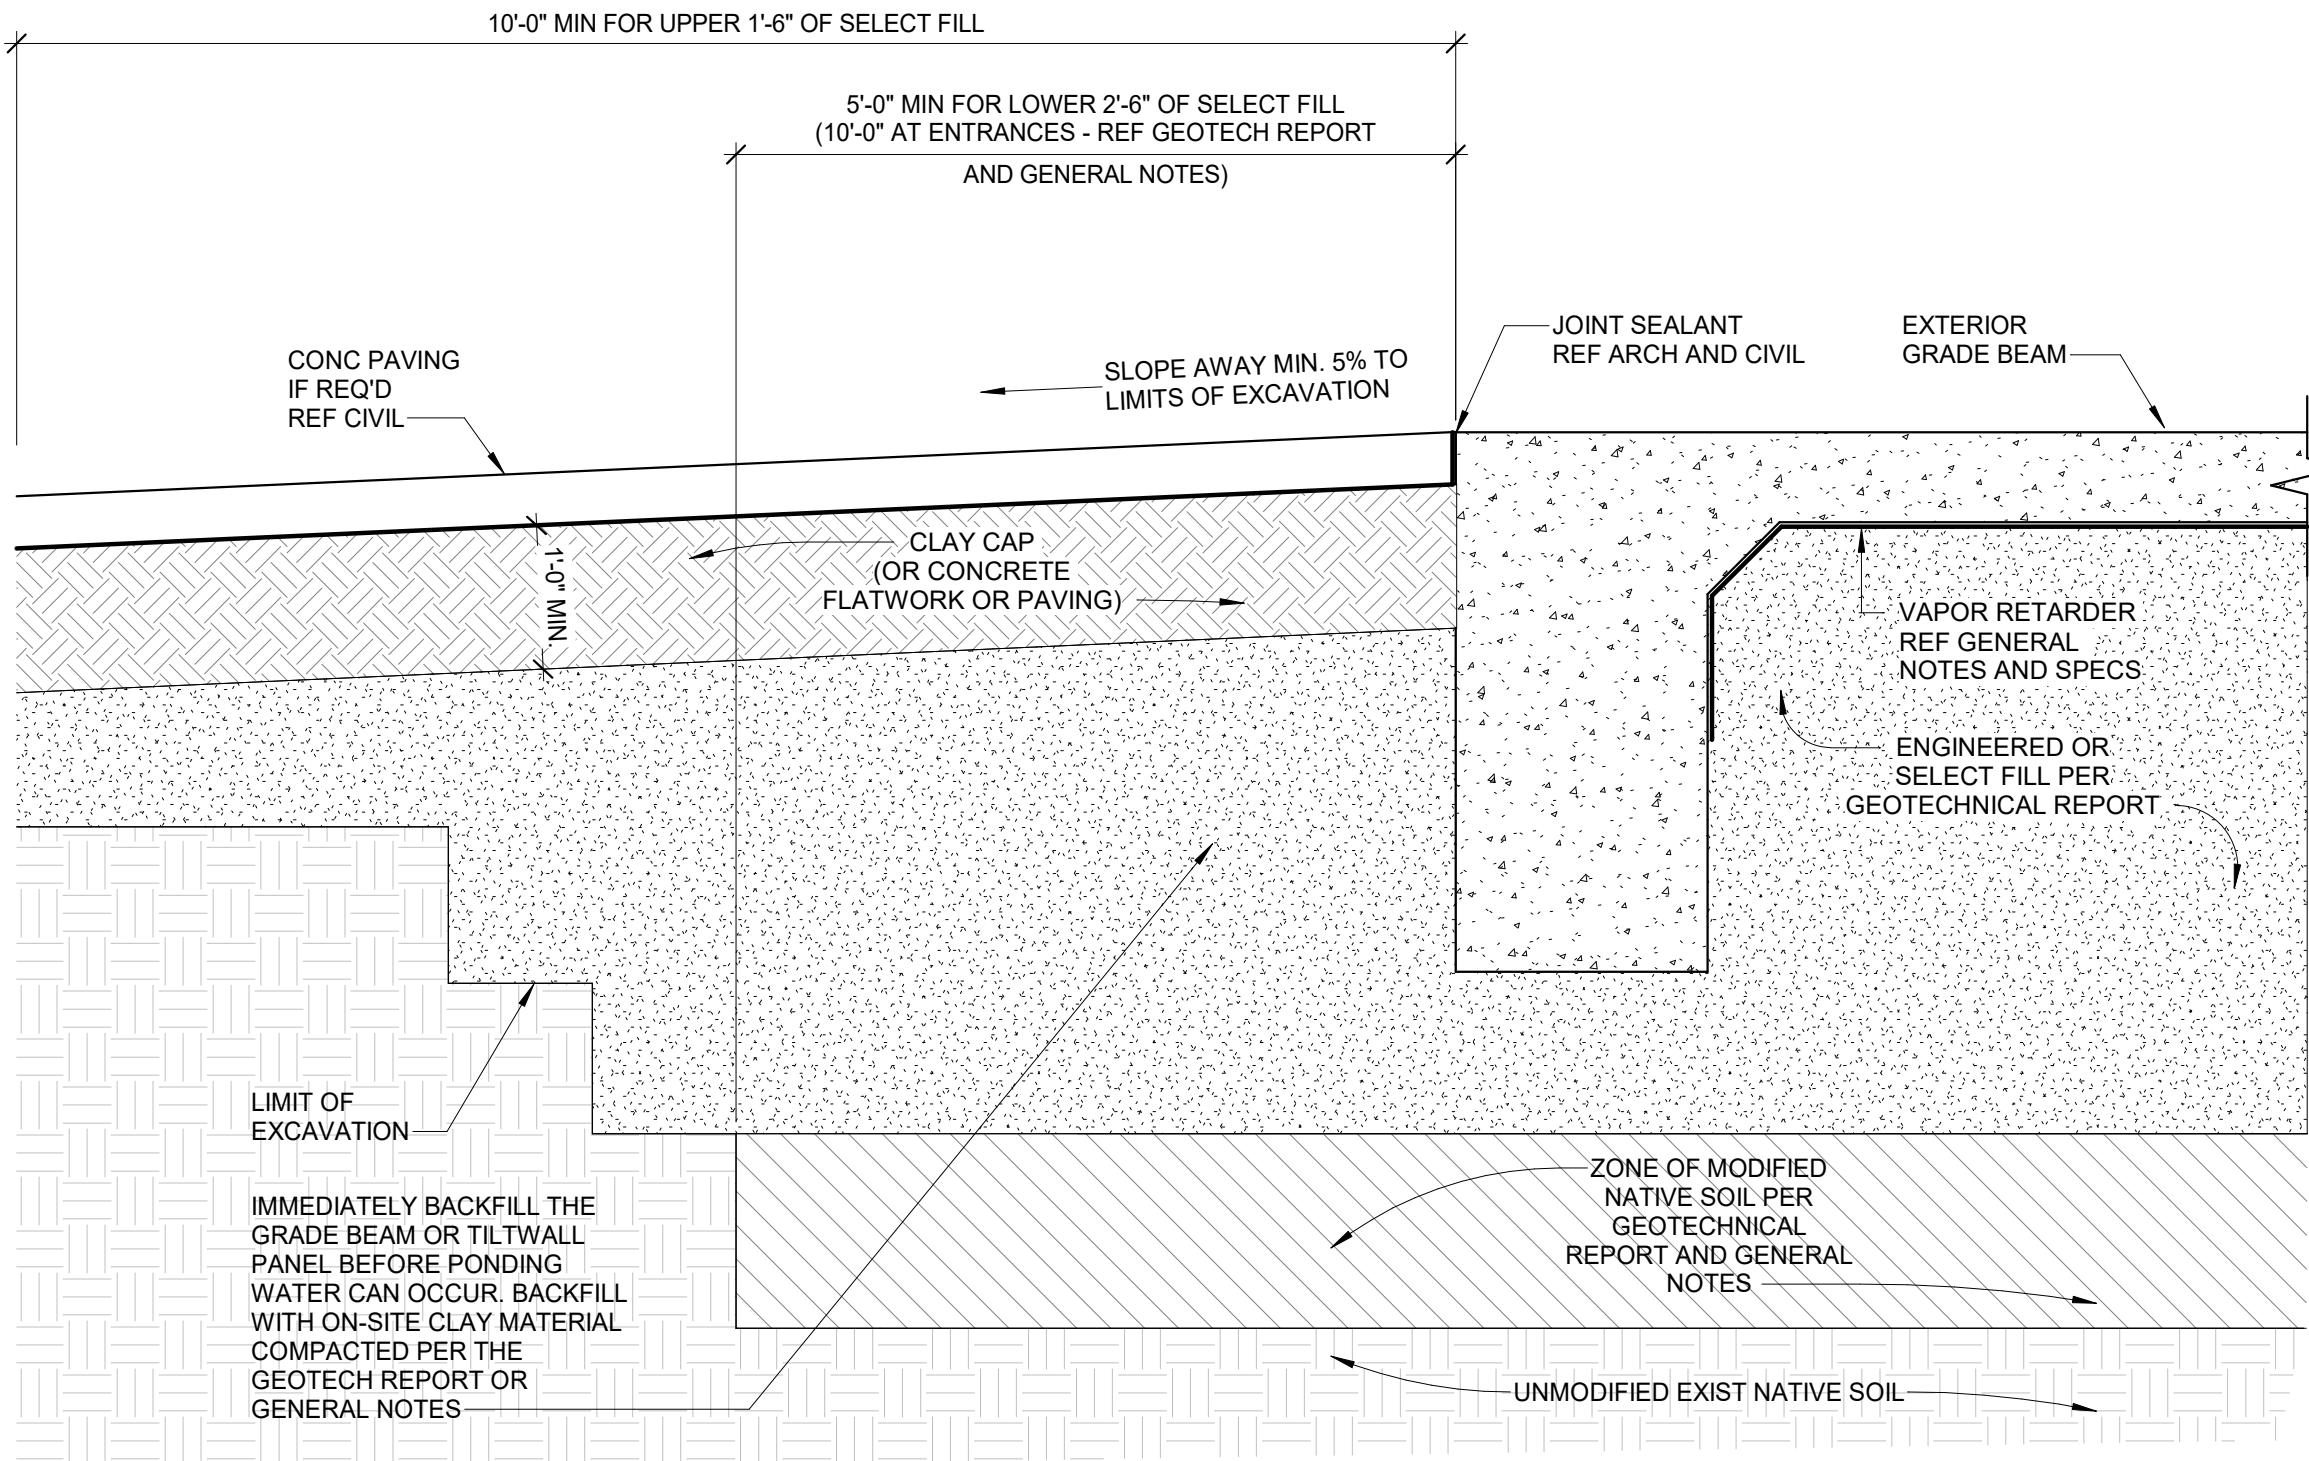 10'-0" MIN FOR UPPER 1'-6" OF SELECT FILL
5'-0" MIN FOR LOWER 2'-6" OF SELECT FILL
(10'-0" AT ENTRANCES - REF GEOTECH REPORT
AND GENERAL NOTES)
CONC PAVING
IF REQ'D
REF CIVIL
SLOPE AWAY MIN. 5% TO
LIMITS OF EXCAVATION
JOINT SEALANT
REF ARCH AND CIVIL
EXTERIOR
GRADE BEAM
1'-0" MIN.
CLAY CAP
(OR CONCRETE
FLATWORK OR PAVING)
VAPOR RETARDER
REF GENERAL
NOTES AND SPECS
ENGINEERED OR
SELECT FILL PER
GEOTECHNICAL REPORT
LIMIT OF
EXCAVATION
IMMEDIATELY BACKFILL THE
GRADE BEAM OR TILTWALL
PANEL BEFORE PONDING
WATER CAN OCCUR. BACKFILL
WITH ON-SITE CLAY MATERIAL
COMPACTED PER THE
GEOTECH REPORT OR
GENERAL NOTES
ZONE OF MODIFIED
NATIVE SOIL PER
GEOTECHNICAL
REPORT AND GENERAL
NOTES
UNMODIFIED EXIST NATIVE SOIL